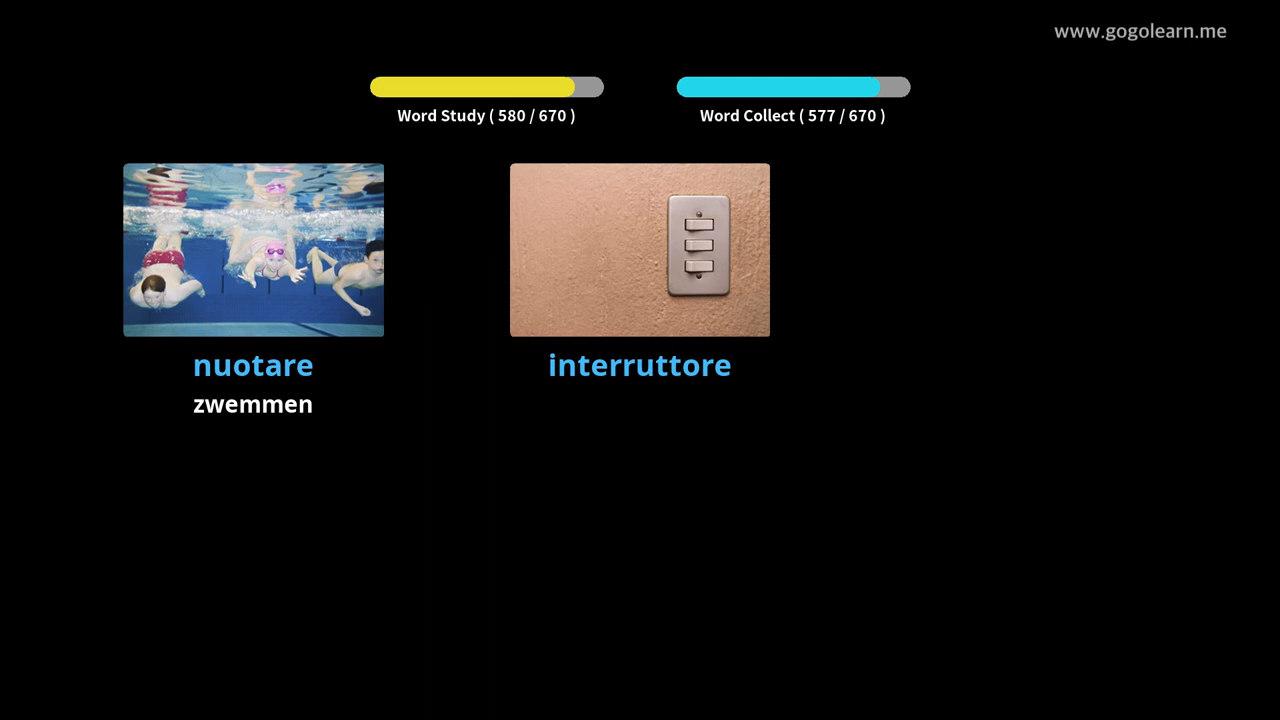 www.gogolearn.me
Word Study ( 580 / 670 )
Word Collect ( 577 / 670 )
nuotare
zwemmen
interruttore